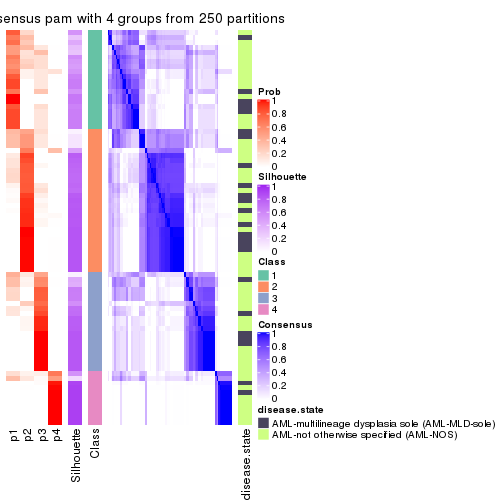 sensus pam with 4 groups from 250 partitions
Prob
1
0.8
0.6
0.4
0.2
0
Silhouette
1
0.8
0.6
0.4
0.2
0
Class
1
2
3
4
Consensus
1
0.8
0.6
0.4
0.2
0
disease.state
AML-multilineage dysplasia sole (AML-MLD-sole)
AML-not otherwise specified (AML-NOS)
p1
p2
p3
p4
Silhouette
Class
disease.state